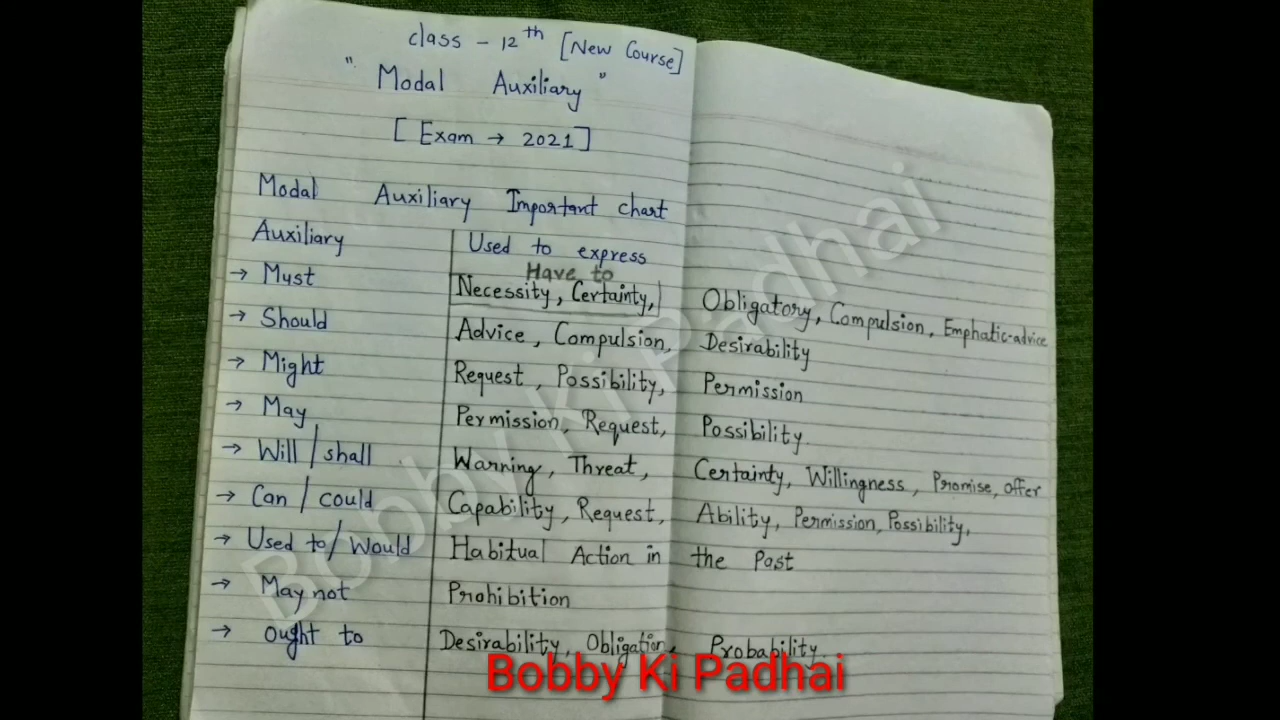 class - 12th [New Course]
" Modal Auxiliary "
[ Exam → 2021 ]
Modal Auxiliary Important chart
Auxiliary Used to express
Have to
→ Must Necessity, Certainty, Obligatory, Compulsion, Emphatic-advice
→ Should Advice, Compulsion, Desirability
→ Might Request, Possibility, Permission
→ May Permission, Request, Possibility.
→ Will / shall Warning, Threat, Certainty, Willingness, Promise, offer
→ Can / could Capability, Request, Ability, Permission, Possibility,
→ Used to / Would Habitual Action in the Past
→ May not Prohibition
→ ought to Desirability, Obligation, Probability.
Bobby Ki Padhai
Bobby Ki Padhai